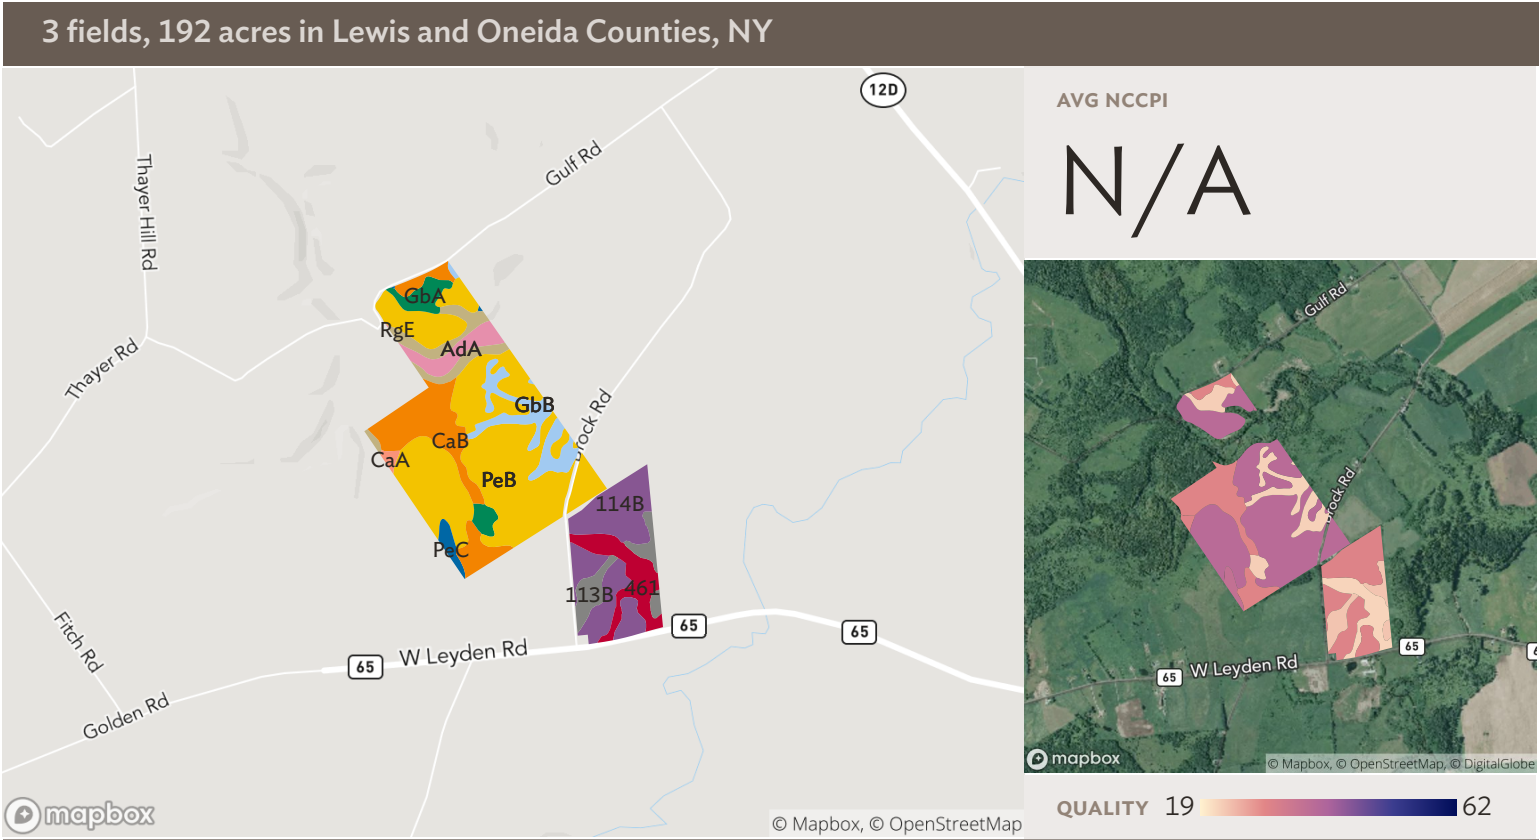 3 fields, 192 acres in Lewis and Oneida Counties, NY
12D
Thayer Hill Rd
Gulf Rd
GbA
RgE
AdA
Thayer Rd
GbB
Brock Rd
CaB
CaA
PeB
114B
PeC
113B
461
Fitch Rd
65
65
65
W Leyden Rd
Golden Rd
mapbox
© Mapbox, © OpenStreetMap
AVG NCCPI
N/A
Gulf Rd
Brock Rd
65
65
W Leyden Rd
mapbox
© Mapbox, © OpenStreetMap, © DigitalGlobe
QUALITY 19 62